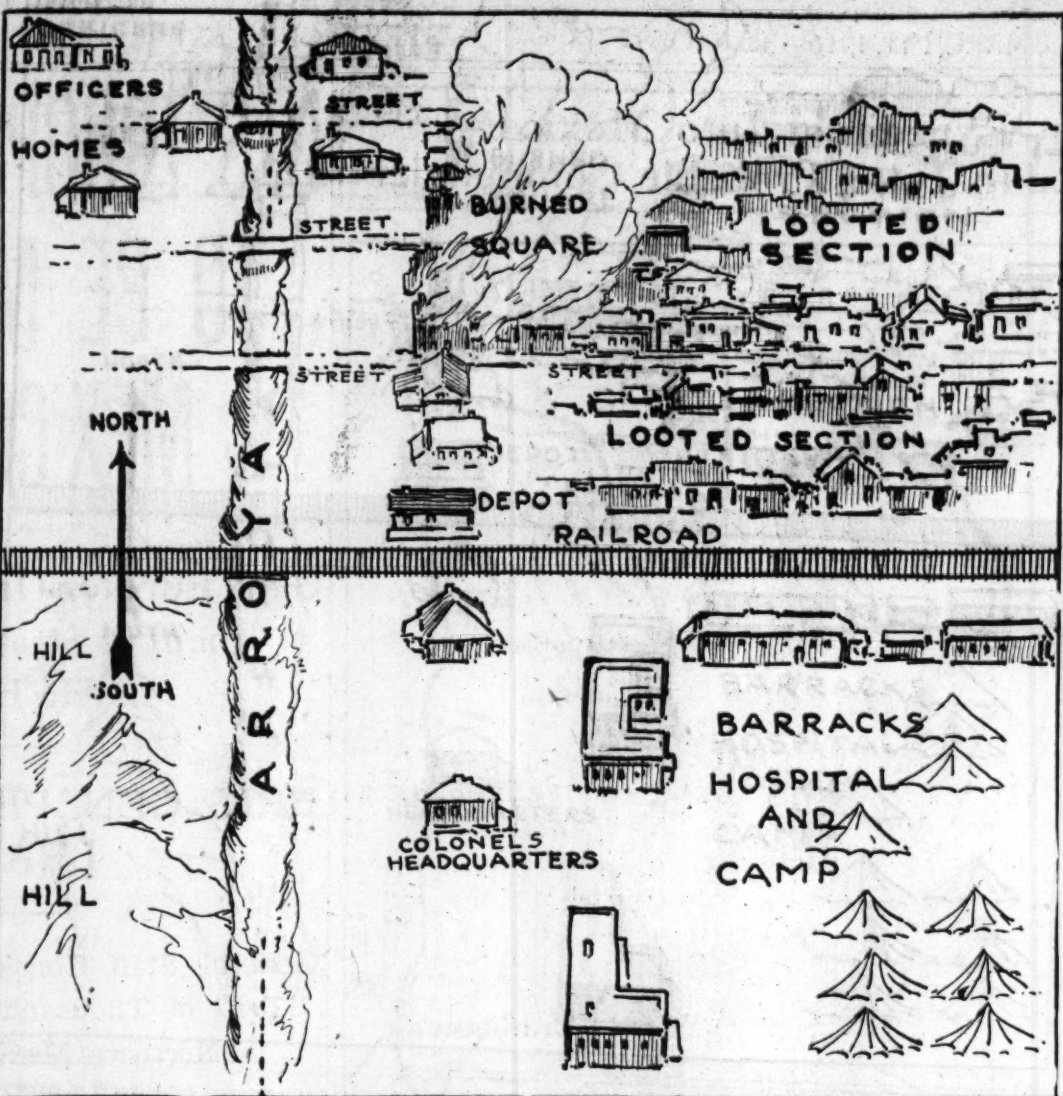 OFFICERS
HOMES
STREET
STREET
BURNED
SQUARE
LOOTED
SECTION
STREET
STREET
NORTH
LOOTED SECTION
DEPOT
RAILROAD
ARROYA
HILL
SOUTH
BARRACKS
HOSPITAL
AND
CAMP
COLONELS
HEADQUARTERS
HILL